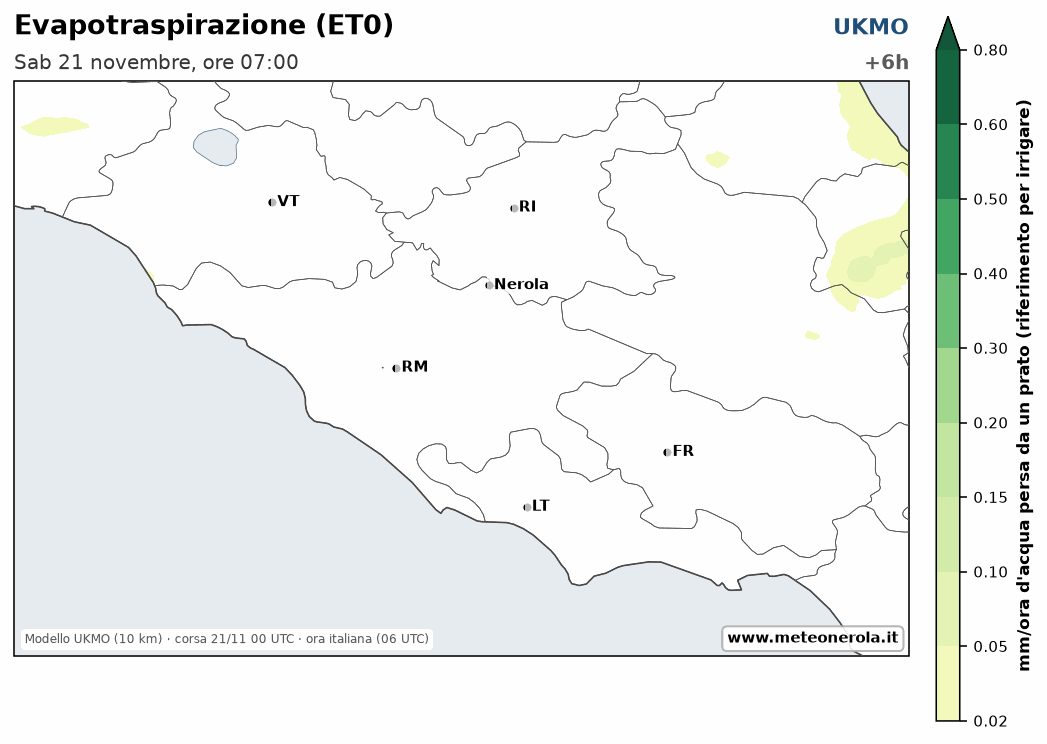 Evapotraspirazione (ET0)
UKMO
Sab 21 novembre, ore 07:00
+6h
VT
RI
Nerola
RM
FR
LT
Modello UKMO (10 km) · corsa 21/11 00 UTC · ora italiana (06 UTC)
www.meteonerola.it
0.80
0.60
0.50
0.40
0.30
0.20
0.15
0.10
0.05
0.02
mm/ora d'acqua persa da un prato (riferimento per irrigare)